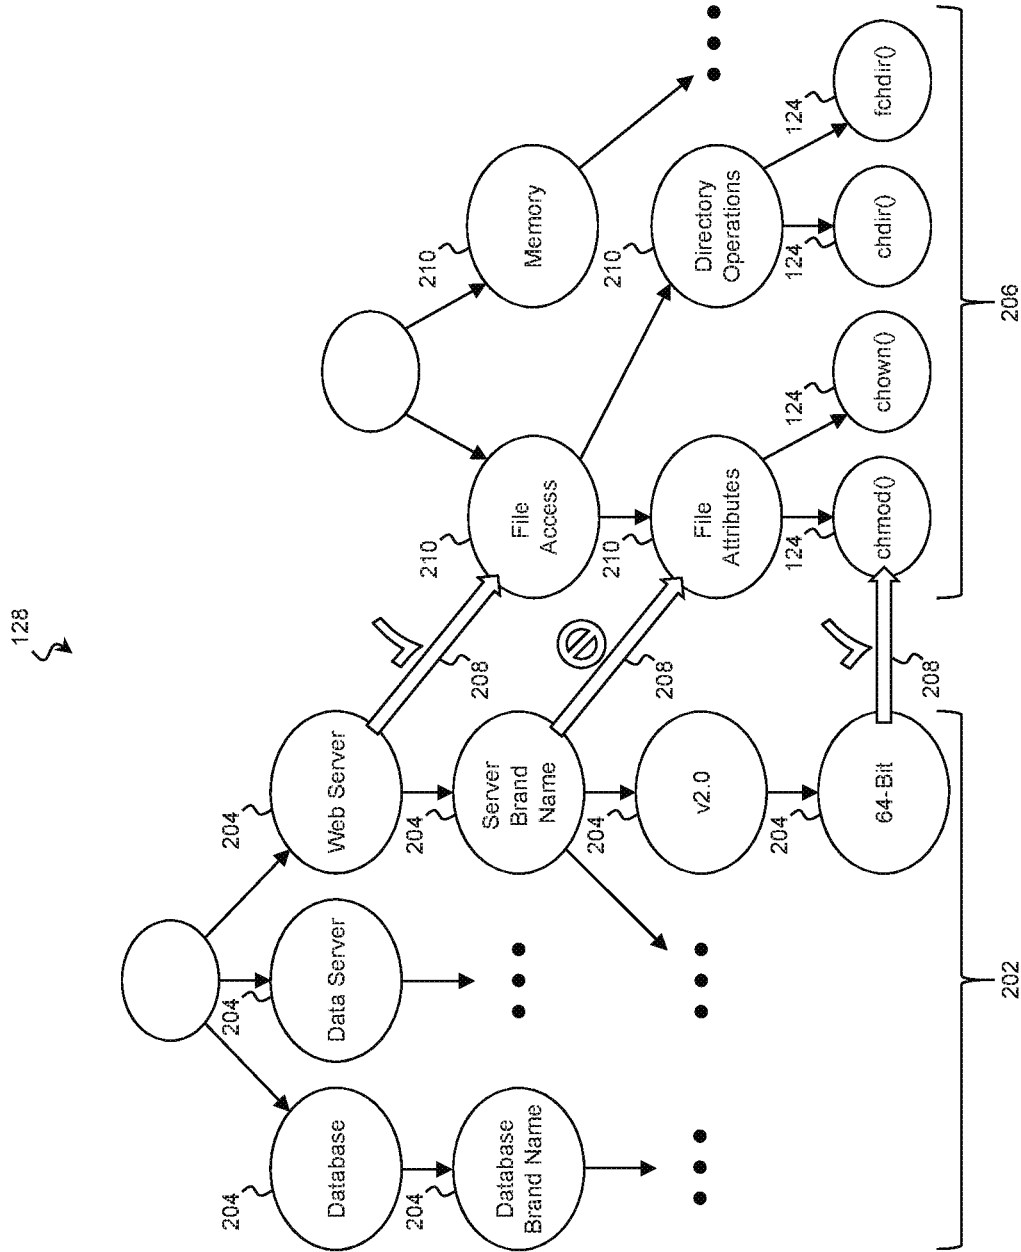 128
204
Database
204
Data Server
204
Web Server
204
Database
Brand Name
204
Server
Brand
Name
204
v2.0
204
64-Bit
202
208
208
208
210
File
Access
210
Memory
210
File
Attributes
210
Directory
Operations
124
chmod()
124
chown()
124
chdir()
124
fchdir()
206